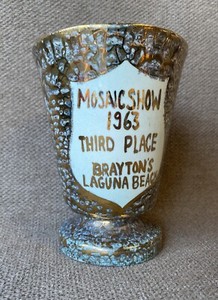 MOSAIC SHOW
1963
THIRD PLACE
BRAYTON'S
LAGUNA BEACH